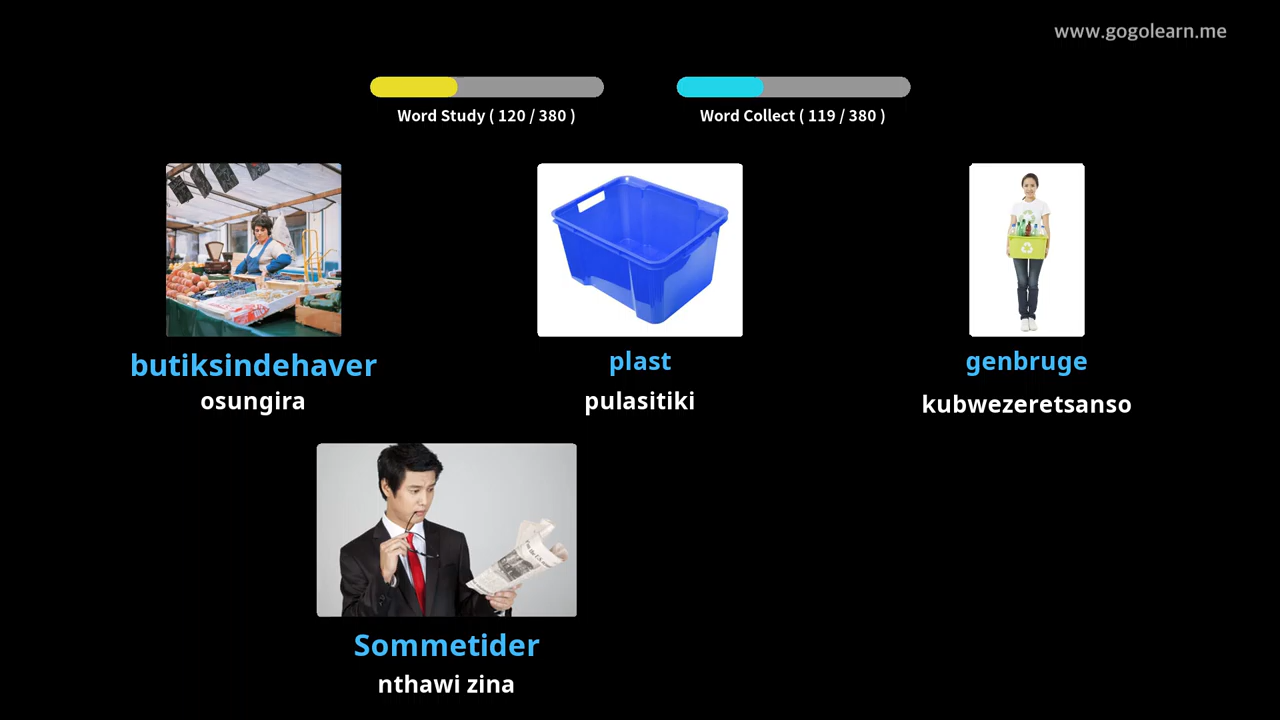 www.gogolearn.me
Word Study ( 120 / 380 )
Word Collect ( 119 / 380 )
butiksindehaver
osungira
plast
pulasitiki
genbruge
kubwezeretsanso
Sommetider
nthawi zina